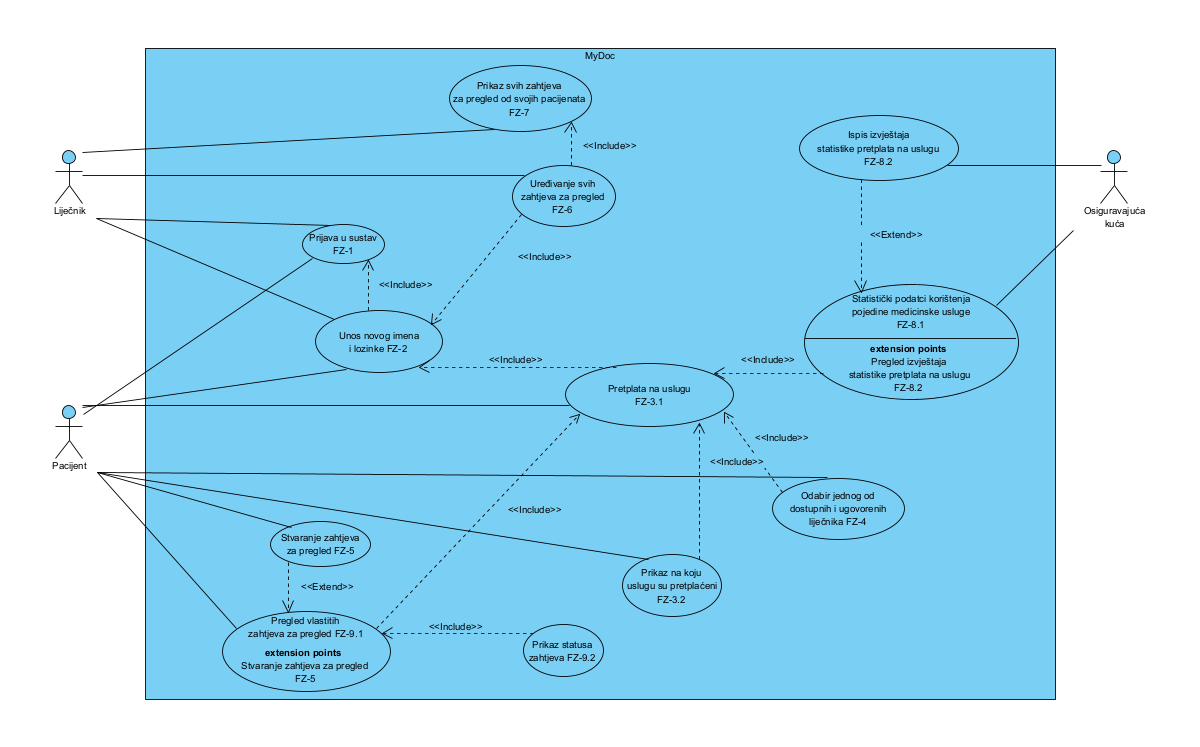 MyDoc
Prikaz svih zahtjeva
za pregled od svojih pacijenata
FZ-7
<<Include>>
Ispis izvještaja
statistike pretplata na uslugu
FZ-8.2
Liječnik
Uređivanje svih
zahtjeva za pregled
FZ-6
Osiguravajuća
kuća
Prijava u sustav
FZ-1
<<Extend>>
<<Include>>
<<Include>>
Statistički podatci korištenja
pojedine medicinske usluge
FZ-8.1
extension points
Pregled izvještaja
statistike pretplata na uslugu
FZ-8.2
Unos novog imena
i lozinke FZ-2
<<Include>>
<<Include>>
Pretplata na uslugu
FZ-3.1
Pacijent
<<Include>>
<<Include>>
Odabir jednog od
dostupnih i ugovorenih
liječnika FZ-4
<<Include>>
Stvaranje zahtjeva
za pregled FZ-5
<<Extend>>
Prikaz na koju
uslugu su pretplaćeni
FZ-3.2
Pregled vlastitih
zahtjeva za pregled FZ-9.1
extension points
Stvaranje zahtjeva za pregled
FZ-5
<<Include>>
Prikaz statusa
zahtjeva FZ-9.2